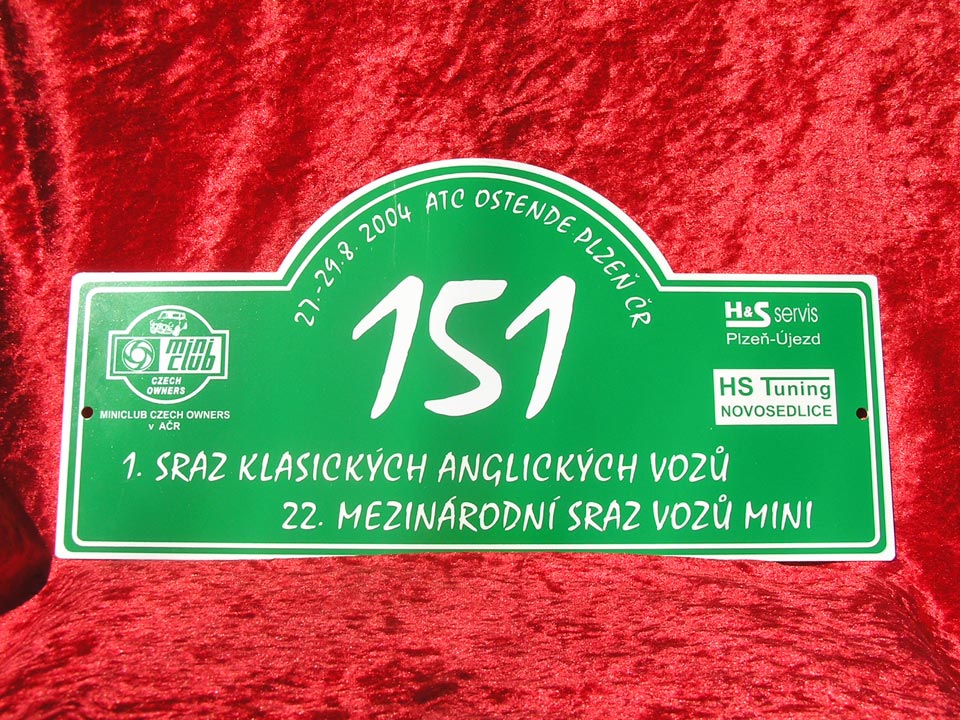 27.-29.8. 2004 ATC OSTENDE PLZEŇ ČR
151
mini
club
CZECH
OWNERS
MINICLUB CZECH OWNERS
v AČR
H&S servis
Plzeň-Újezd
HS Tuning
NOVOSEDLICE
1. SRAZ KLASICKÝCH ANGLICKÝCH VOZŮ
22. MEZINÁRODNÍ SRAZ VOZŮ MINI